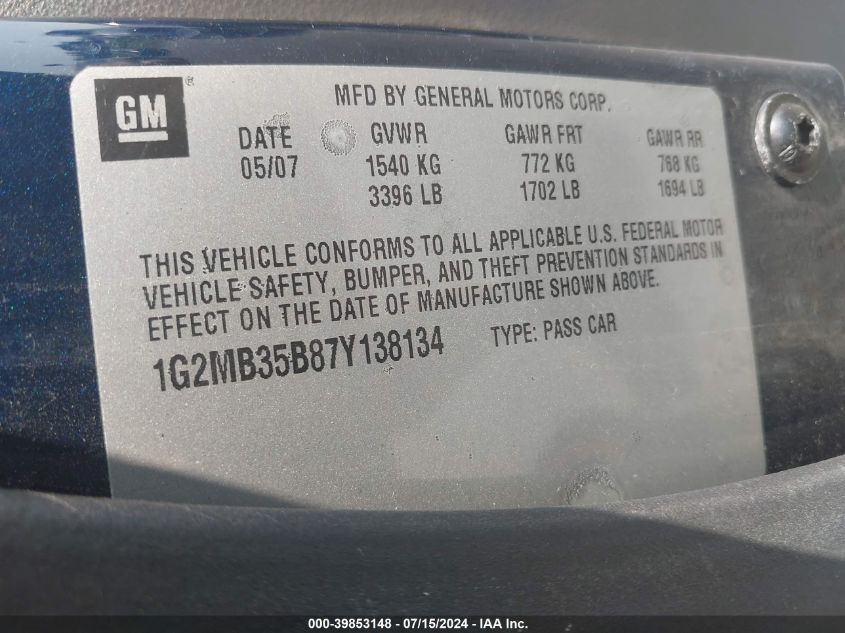 GM
MFD BY GENERAL MOTORS CORP.
DATE GVWR GAWR FRT GAWR RR
05/07 1540 KG 772 KG 768 KG
3396 LB 1702 LB 1694 LB
THIS VEHICLE CONFORMS TO ALL APPLICABLE U.S. FEDERAL MOTOR
VEHICLE SAFETY, BUMPER, AND THEFT PREVENTION STANDARDS IN
EFFECT ON THE DATE OF MANUFACTURE SHOWN ABOVE.
1G2MB35B87Y138134 TYPE: PASS CAR
000-39853148 - 07/15/2024 - IAA Inc.